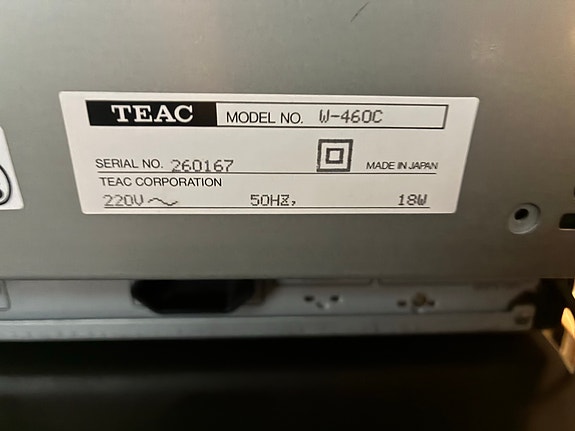 TEAC MODEL NO. W-460C
SERIAL NO. 260167
MADE IN JAPAN
TEAC CORPORATION
220V~ 50HZ, 18W